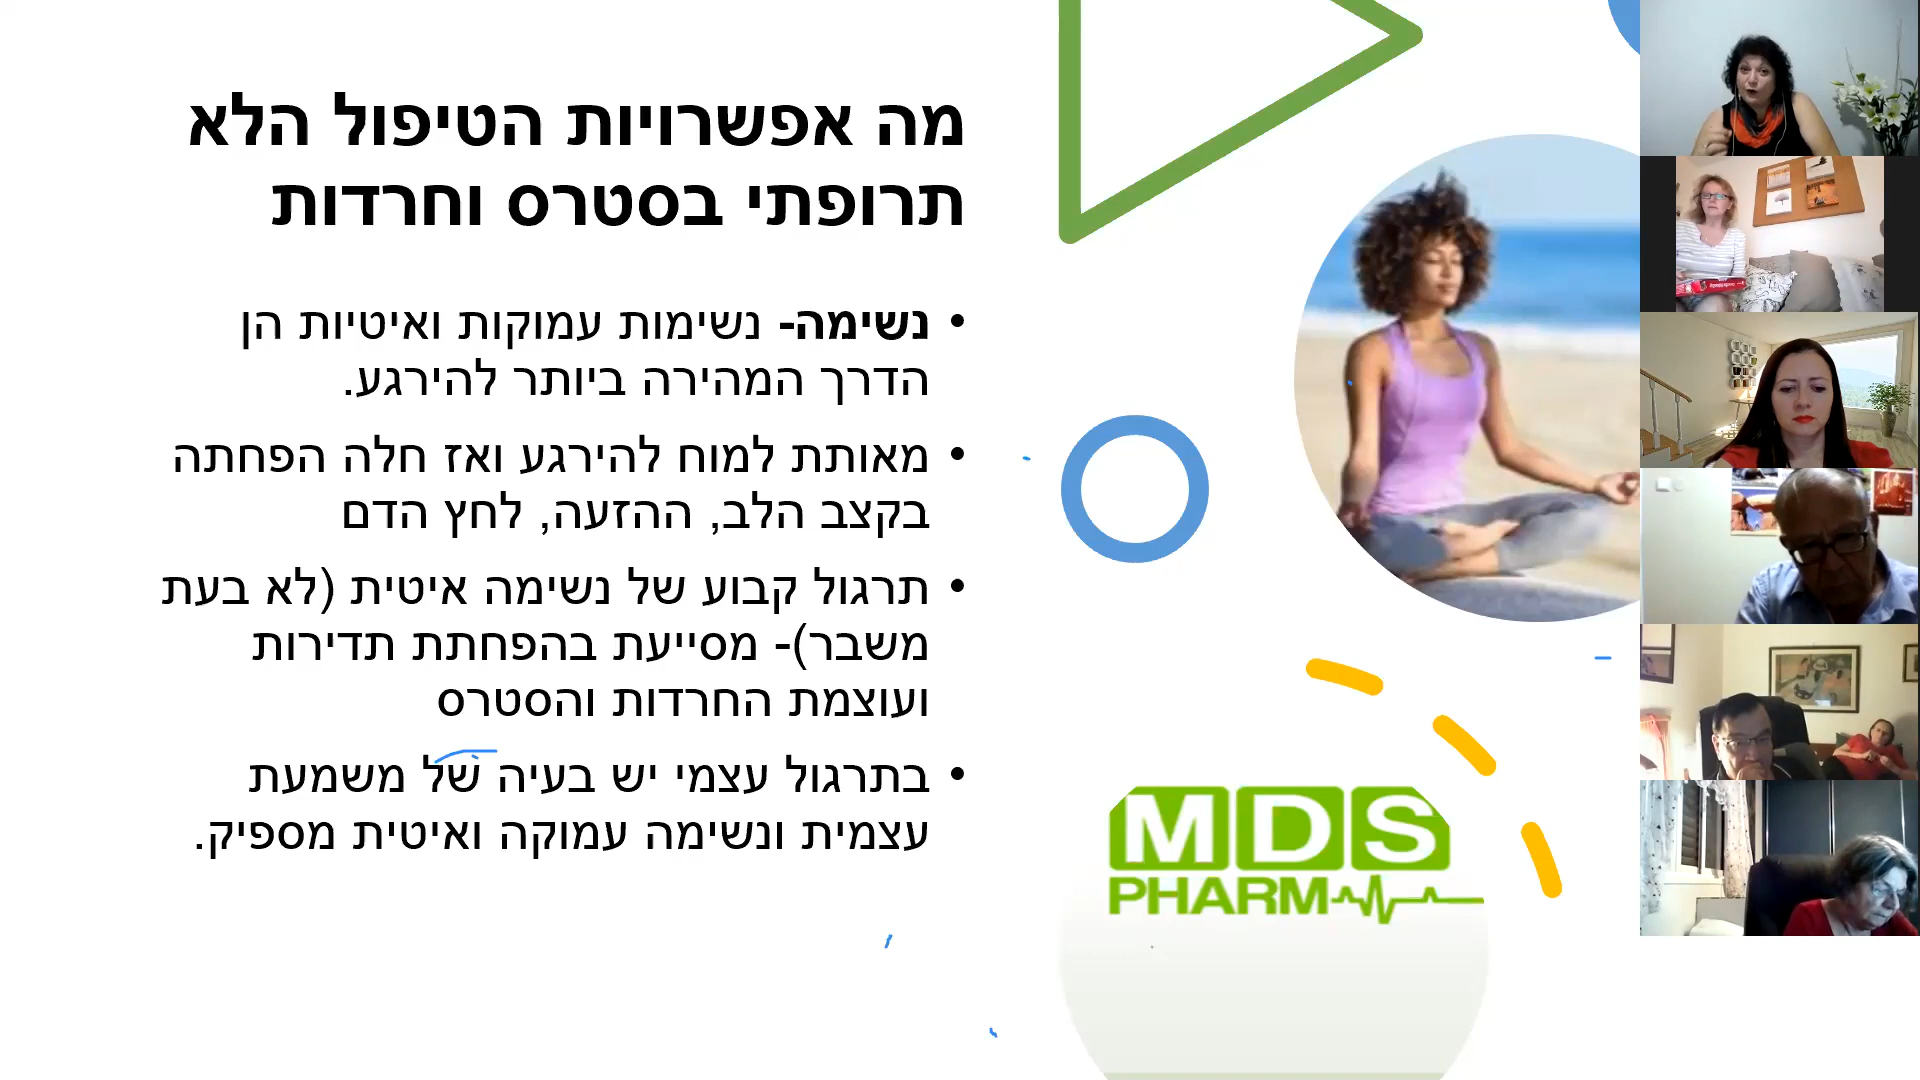 מה אפשרויות הטיפול הלא
תרופתי בסטרס וחרדות
• נשימה- נשימות עמוקות ואיטיות הן
הדרך המהירה ביותר להירגע.
• מאותת למוח להירגע ואז חלה הפחתה
בקצב הלב, ההזעה, לחץ הדם
• תרגול קבוע של נשימה איטית (לא בעת
משבר)- מסייעת בהפחתת תדירות
ועוצמת החרדות והסטרס
• בתרגול עצמי יש בעיה של משמעת
עצמית ונשימה עמוקה ואיטית מספיק.
MDS
PHARM